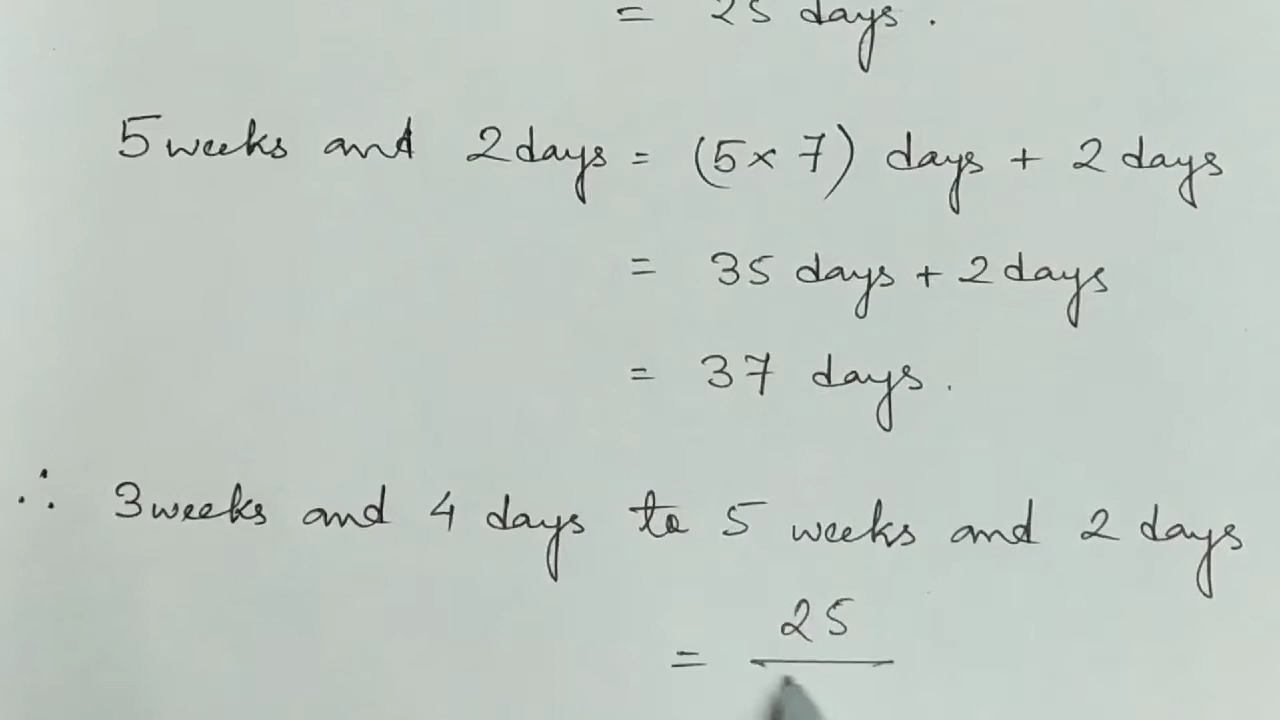 = 25 days.
5 weeks and 2 days = (5 × 7) days + 2 days
= 35 days + 2 days
= 37 days.
∴ 3 weeks and 4 days to 5 weeks and 2 days
= 25